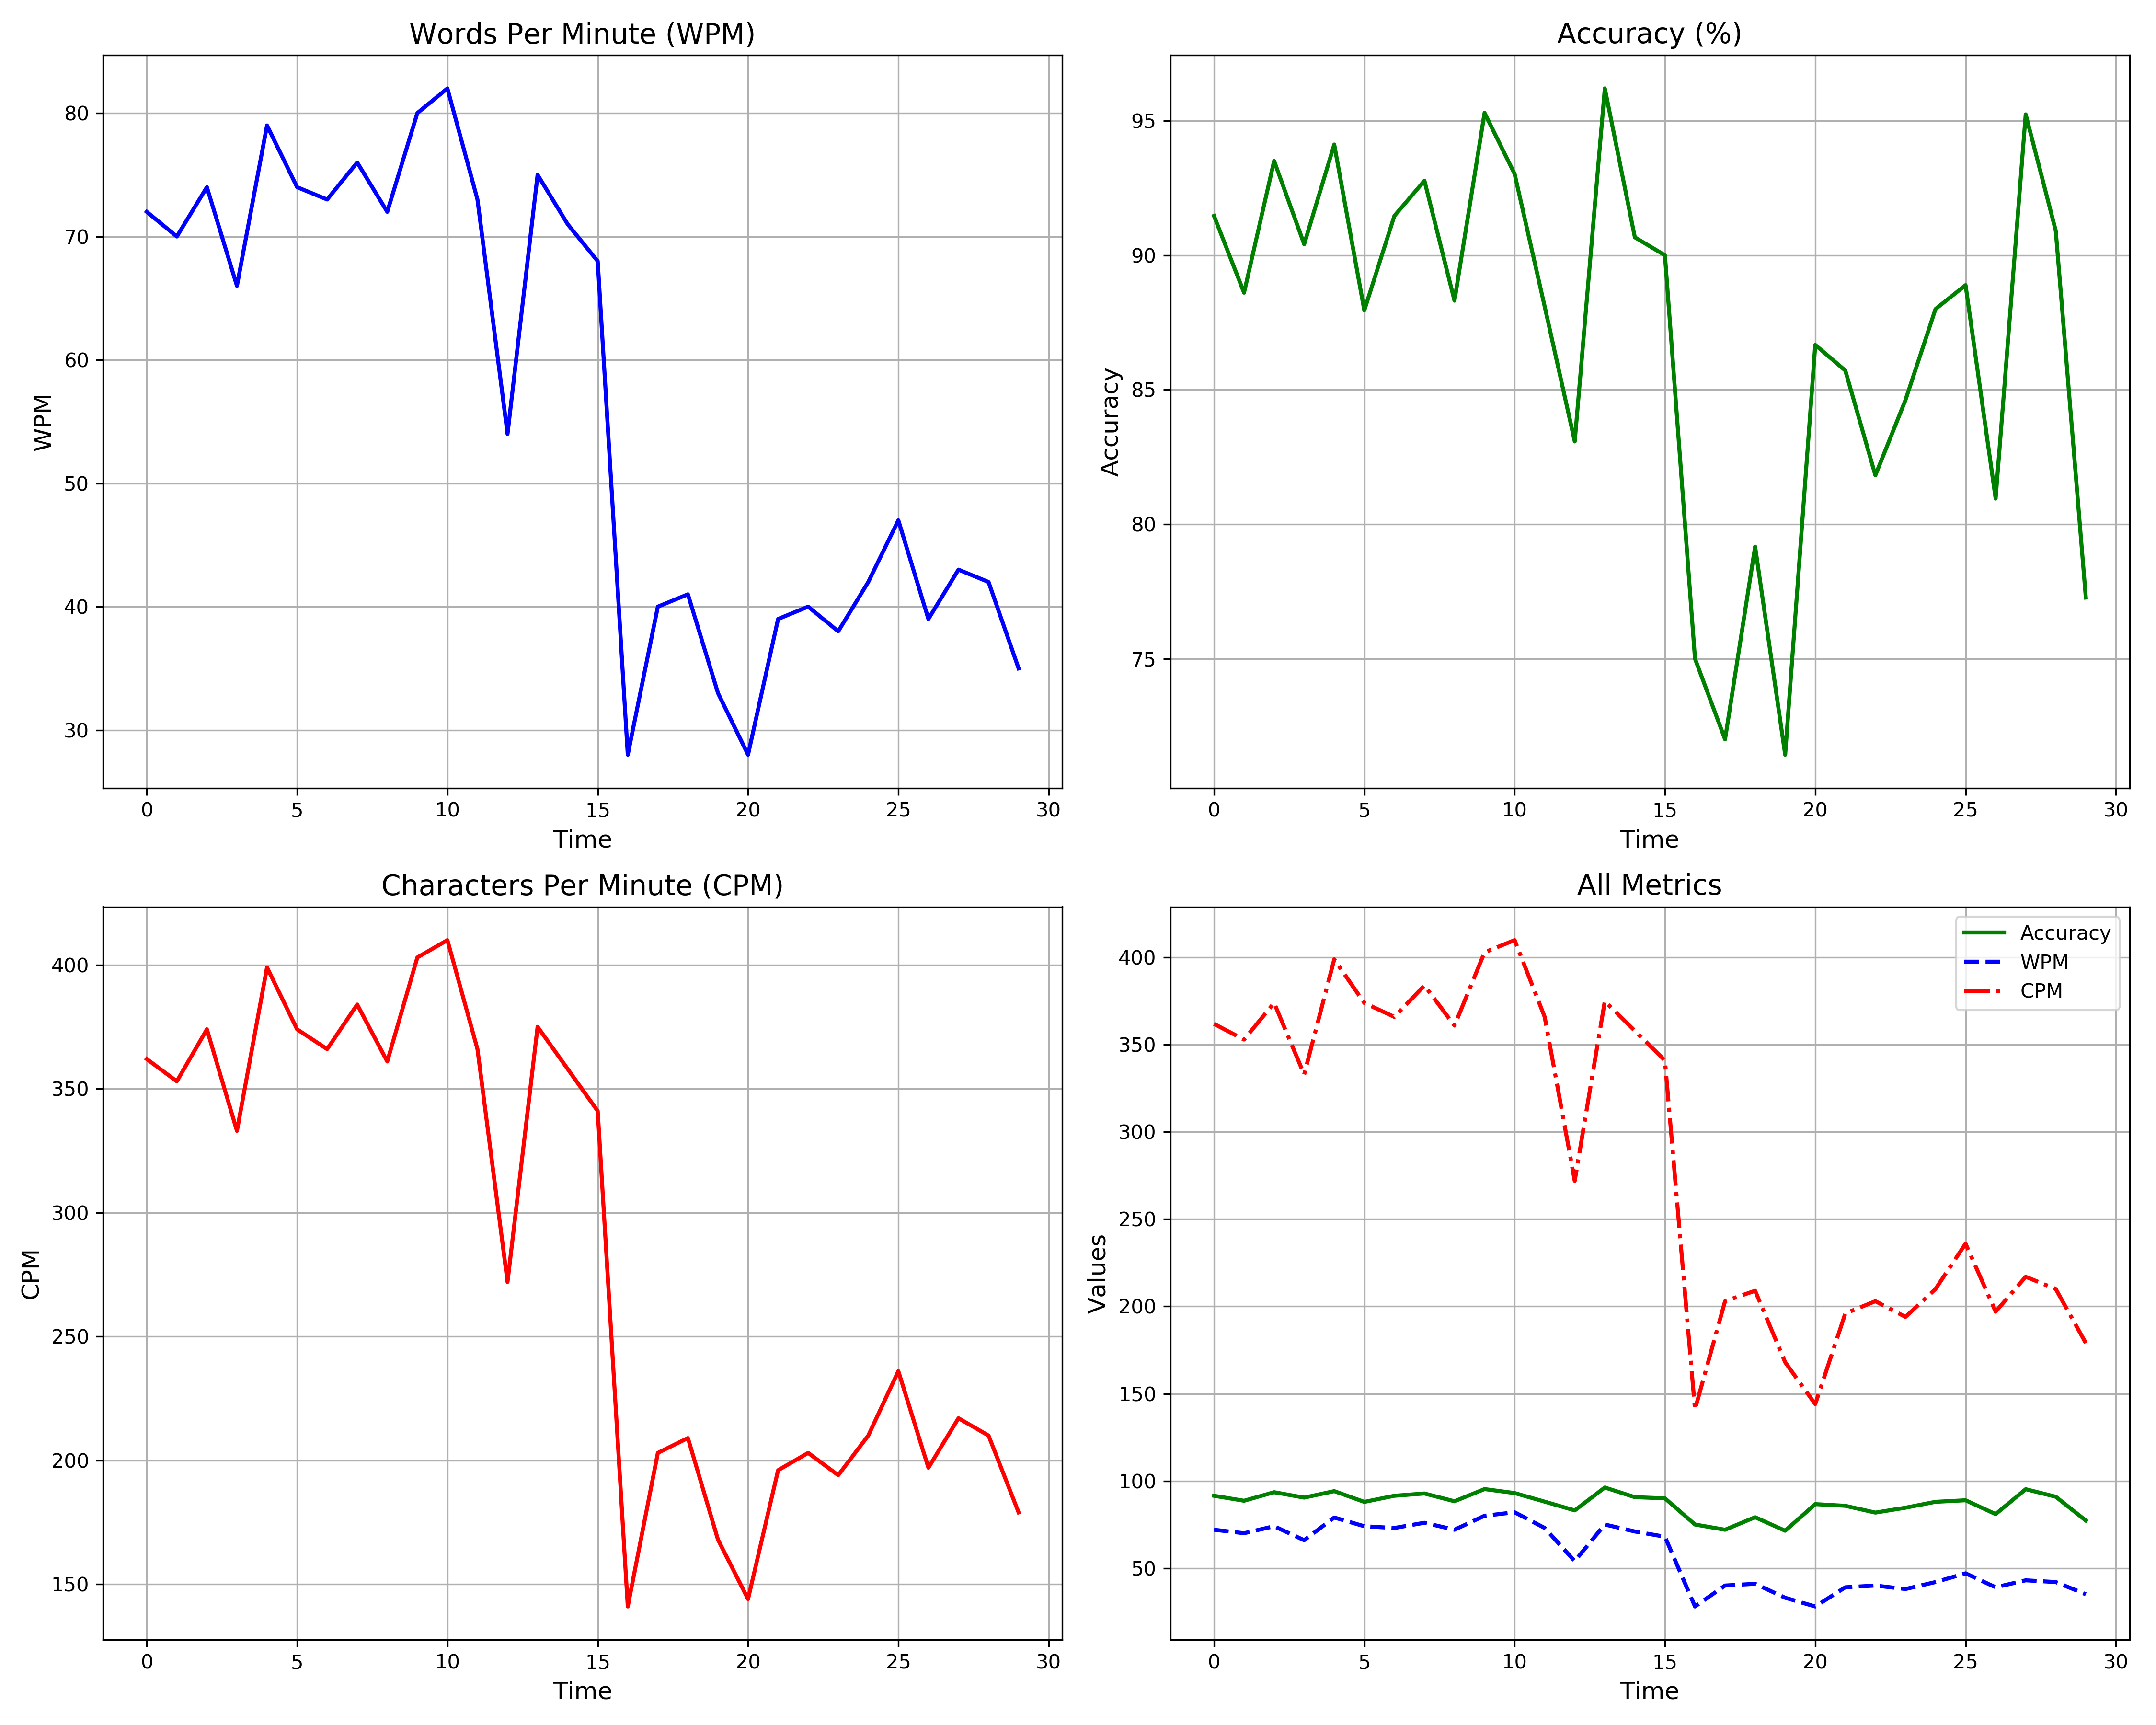 Words Per Minute (WPM)
80
70
60
50
40
30
WPM
0 5 10 15 20 25 30
Time
Accuracy (%)
95
90
85
80
75
Accuracy
0 5 10 15 20 25 30
Time
Characters Per Minute (CPM)
400
350
300
250
200
150
CPM
0 5 10 15 20 25 30
Time
All Metrics
Accuracy
WPM
CPM
400
350
300
250
200
150
100
50
Values
0 5 10 15 20 25 30
Time